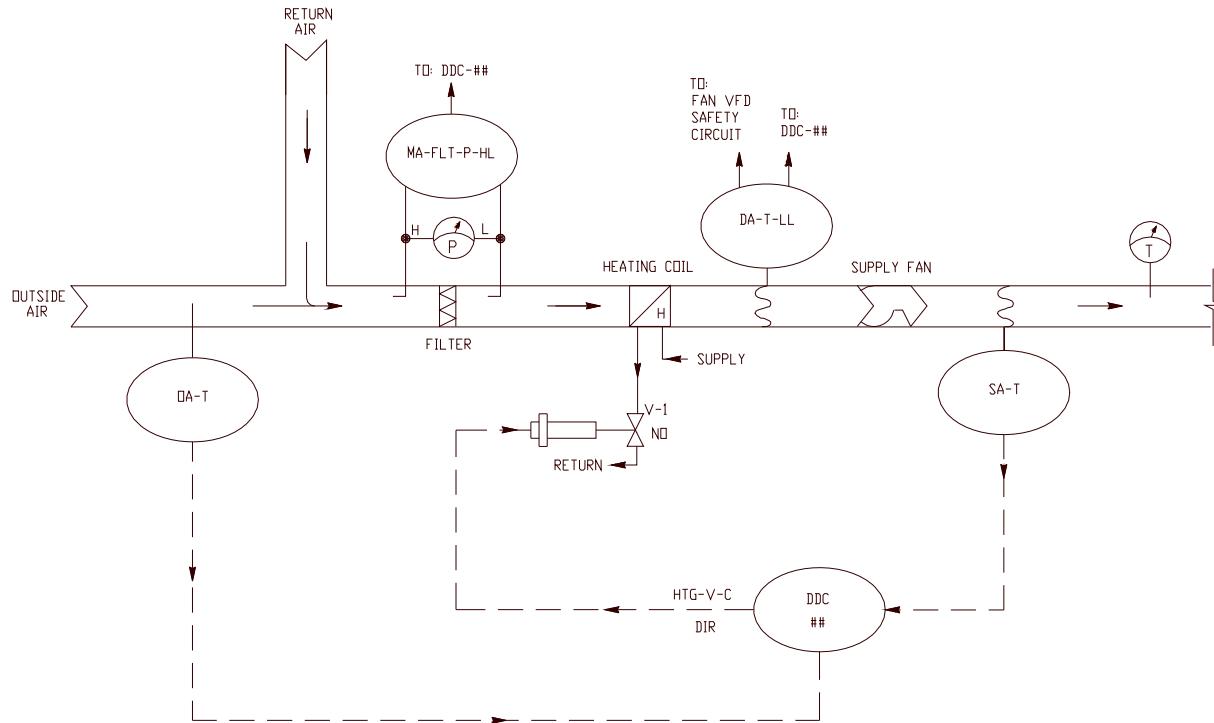 RETURN
AIR
TO: DDC-##
MA-FLT-P-HL
H
L
P
TO:
FAN VFD
SAFETY
CIRCUIT
TO:
DDC-##
DA-T-LL
T
HEATING COIL
SUPPLY FAN
OUTSIDE
AIR
H
FILTER
SUPPLY
OA-T
SA-T
V-1
NO
RETURN
HTG-V-C
DIR
DDC
##